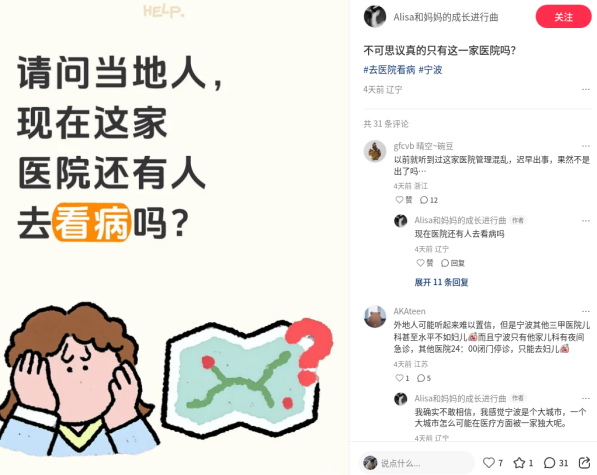 HELP.
请问当地人，
现在这家
医院还有人
去看病吗？
Alisa和妈妈的成长进行曲
关注
不可思议真的只有这一家医院吗？
#去医院看病 #宁波
4天前 辽宁
共 31 条评论
gfcvb 晴空~碗豆
以前就听到过这家医院管理混乱，迟早出事，果然不是
出了吗…
4天前 浙江
赞 12
Alisa和妈妈的成长进行曲 作者
现在医院还有人去看病吗
4天前 辽宁
赞 回复
展开 11 条回复
AKAteen
外地人可能听起来难以置信，但是宁波其他三甲医院儿
科甚至水平不如妇儿而且宁波只有他家儿科有夜间
急诊，其他医院24：00闭门停诊，只能去妇儿
4天前 江苏
1 5
Alisa和妈妈的成长进行曲 作者
我确实不敢相信，我感觉宁波是个大城市，一个
大城市怎么可能在医疗方面被一家独大呢。
4天前 辽宁
说点什么... 7 1 31